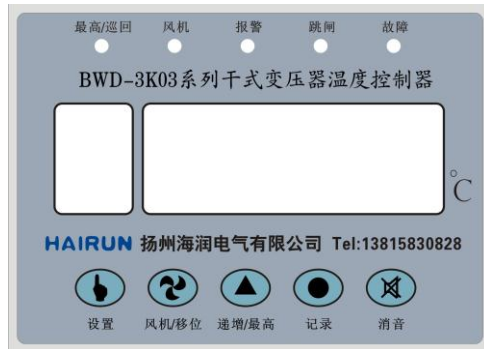 最高/巡回 风机 报警 跳闸 故障
BWD-3K03系列干式变压器温度控制器
°C
HAIRUN 扬州海润电气有限公司 Tel:13815830828
设置 风机/移位 递增/最高 记录 消音